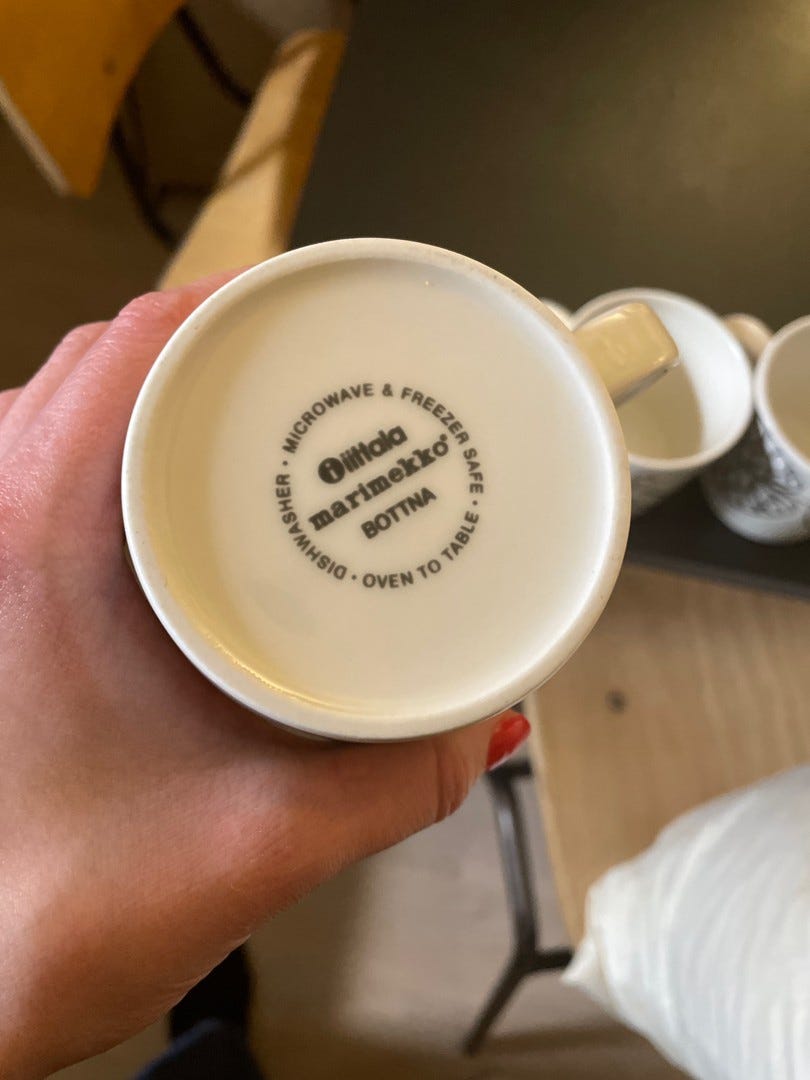 MICROWAVE & FREEZER SAFE · OVEN TO TABLE · DISHWASHER ·
i iittala
marimekko®
BOTTNA